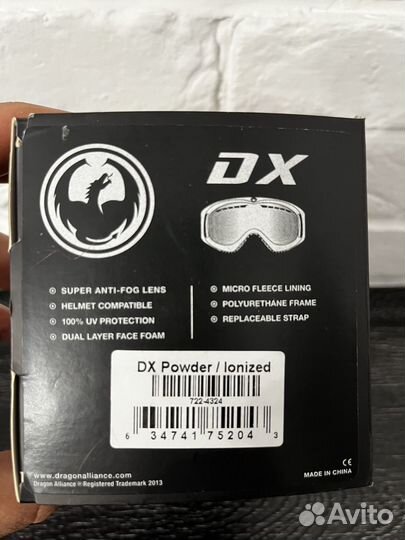 DX
SUPER ANTI-FOG LENS
HELMET COMPATIBLE
100% UV PROTECTION
DUAL LAYER FACE FOAM
MICRO FLEECE LINING
POLYURETHANE FRAME
REPLACEABLE STRAP
DX Powder / Ionized
722-4324
6 34741 75204 3
www.dragonalliance.com
Dragon Alliance ® Registered Trademark 2013
CE
MADE IN CHINA
Avito